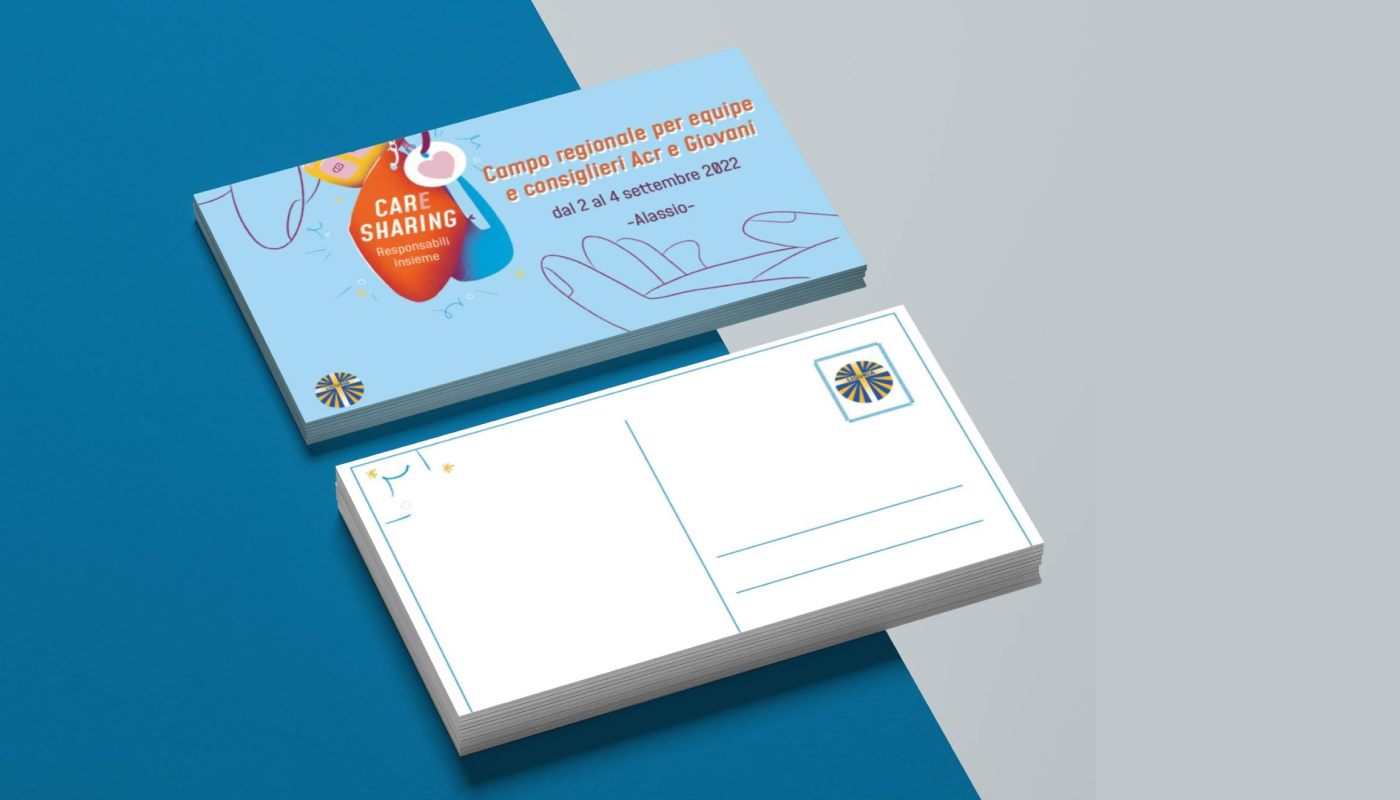 Campo regionale per equipe
e consiglieri Acr e Giovani
dal 2 al 4 settembre 2022
-Alassio-
CARE
SHARING
Responsabili
insieme